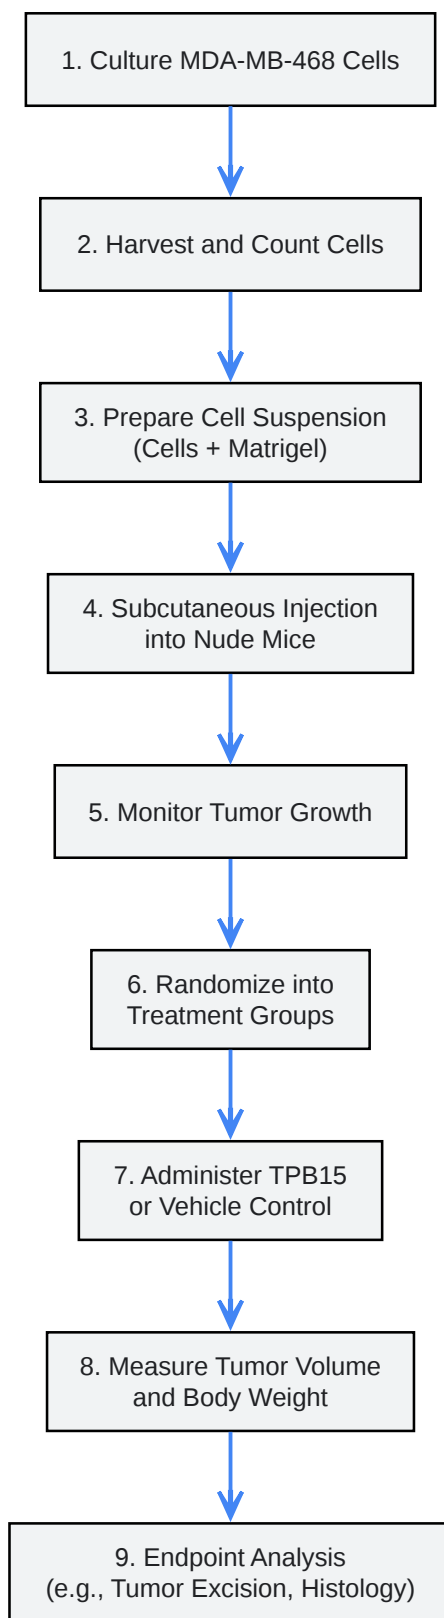 1. Culture MDA-MB-468 Cells
2. Harvest and Count Cells
3. Prepare Cell Suspension
(Cells + Matrigel)
4. Subcutaneous Injection
into Nude Mice
5. Monitor Tumor Growth
6. Randomize into
Treatment Groups
7. Administer TPB15
or Vehicle Control
8. Measure Tumor Volume
and Body Weight
9. Endpoint Analysis
(e.g., Tumor Excision, Histology)